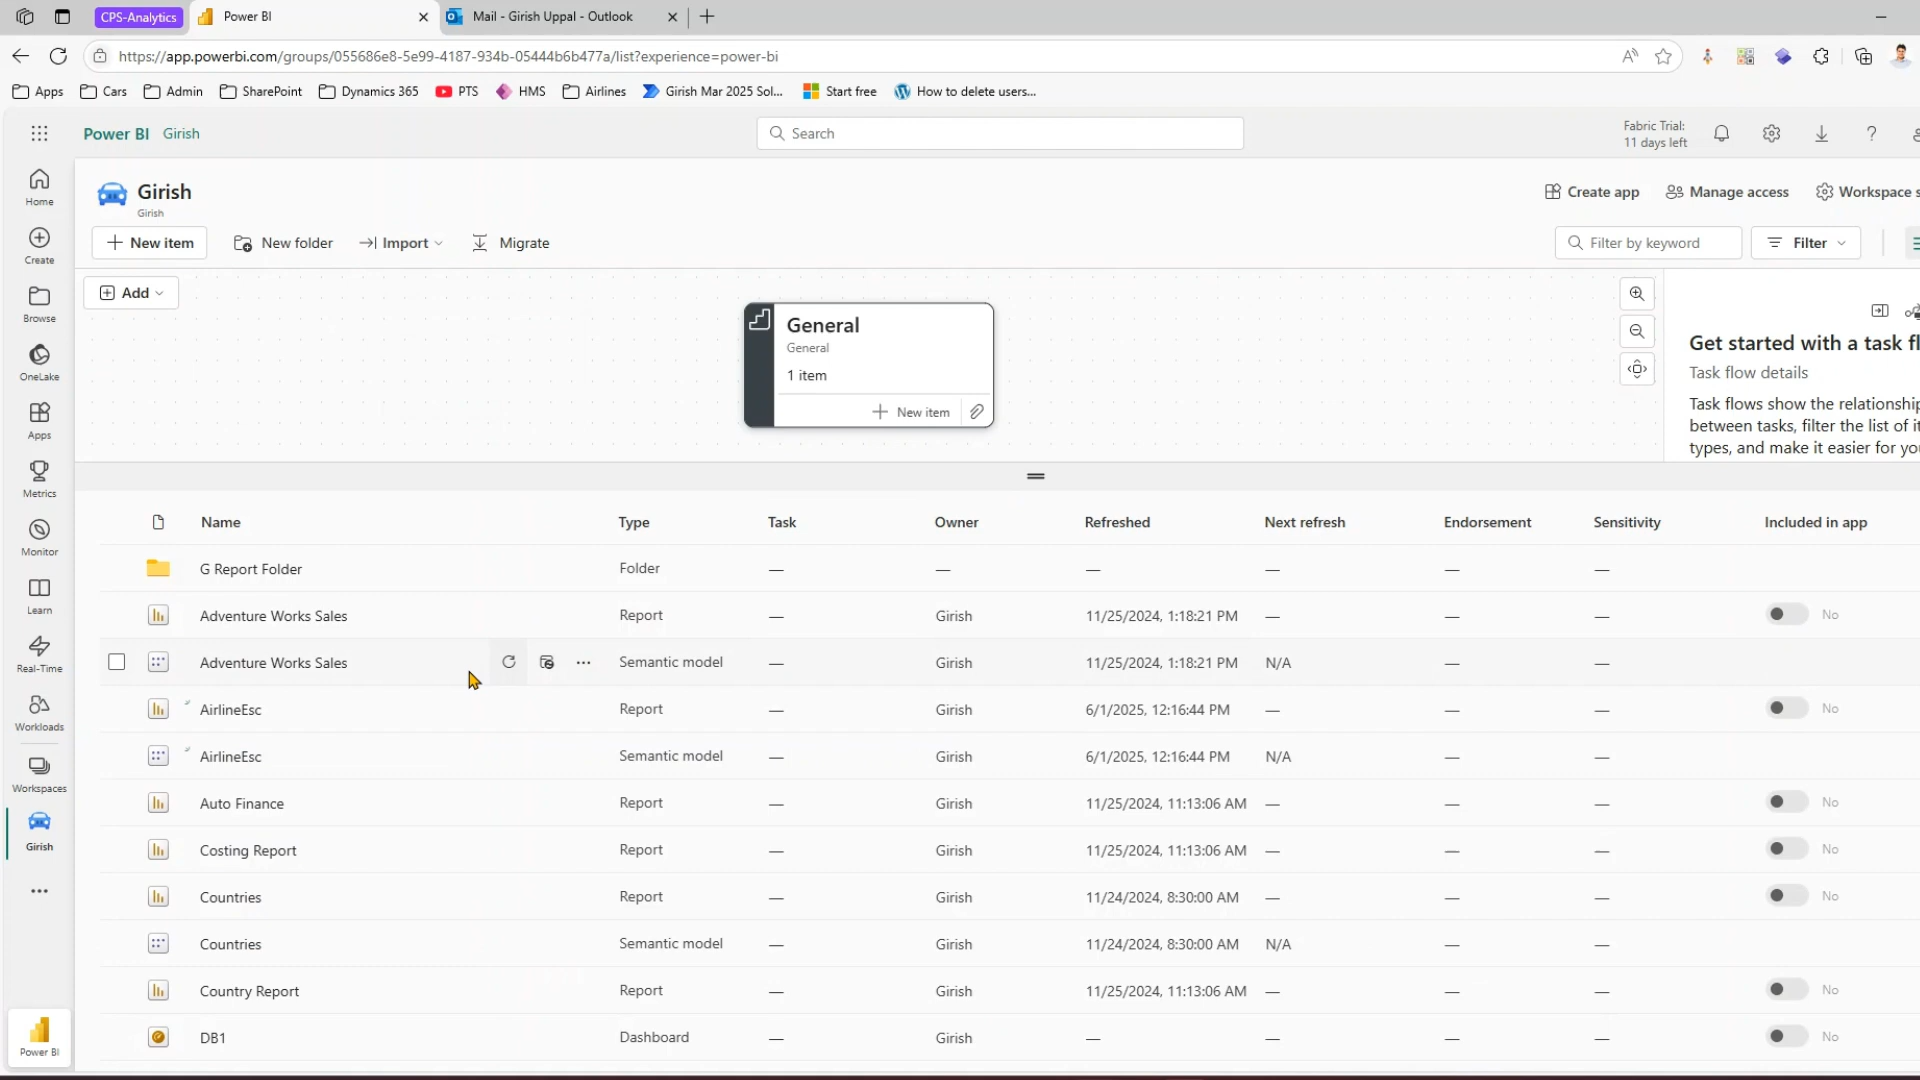 CPS-Analytics Power BI Mail - Girish Uppal - Outlook
https://app.powerbi.com/groups/055686e8-5e99-4187-934b-05444b6b477a/list?experience=power-bi
Apps Cars Admin SharePoint Dynamics 365 PTS HMS Airlines Girish Mar 2025 Sol... Start free How to delete users...
Power BI Girish Search Fabric Trial:
11 days left
Home
Create
Browse
OneLake
Apps
Metrics
Monitor
Learn
Real-Time
Workloads
Workspaces
Girish
Power BI
Girish
Girish
Create app Manage access Workspace s
New item New folder Import Migrate Filter by keyword Filter
Add
General
General
1 item
New item
Get started with a task fl
Task flow details
Task flows show the relationship
between tasks, filter the list of it
types, and make it easier for you
Name Type Task Owner Refreshed Next refresh Endorsement Sensitivity Included in app
G Report Folder Folder — — — — — —
Adventure Works Sales Report — Girish 11/25/2024, 1:18:21 PM — — — No
Adventure Works Sales Semantic model — Girish 11/25/2024, 1:18:21 PM N/A — —
AirlineEsc Report — Girish 6/1/2025, 12:16:44 PM — — — No
AirlineEsc Semantic model — Girish 6/1/2025, 12:16:44 PM N/A — —
Auto Finance Report — Girish 11/25/2024, 11:13:06 AM — — — No
Costing Report Report — Girish 11/25/2024, 11:13:06 AM — — — No
Countries Report — Girish 11/24/2024, 8:30:00 AM — — — No
Countries Semantic model — Girish 11/24/2024, 8:30:00 AM N/A — —
Country Report Report — Girish 11/25/2024, 11:13:06 AM — — — No
DB1 Dashboard — Girish — — — — No